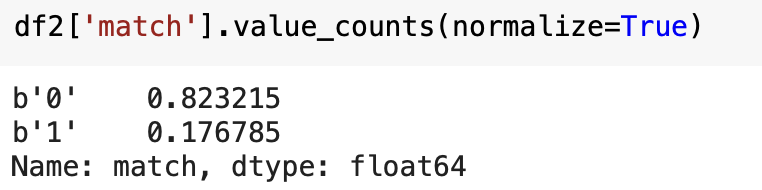 df2['match'].value_counts(normalize=True)
b'0'    0.823215
b'1'    0.176785
Name: match, dtype: float64